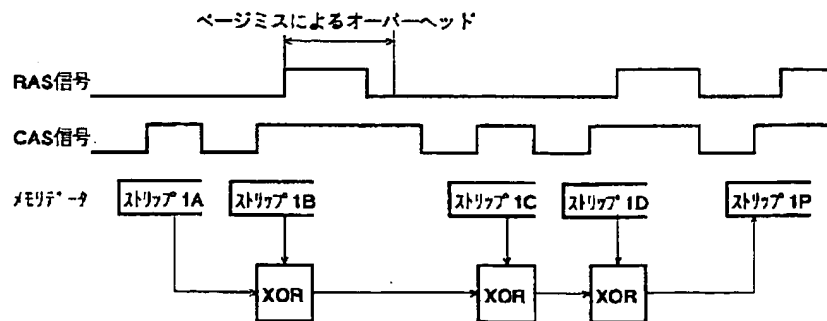 ページミスによるオーバーヘッド
RAS信号
CAS信号
メモリデータ
ストリップ 1A
ストリップ 1B
ストリップ 1C
ストリップ 1D
ストリップ 1P
XOR
XOR
XOR